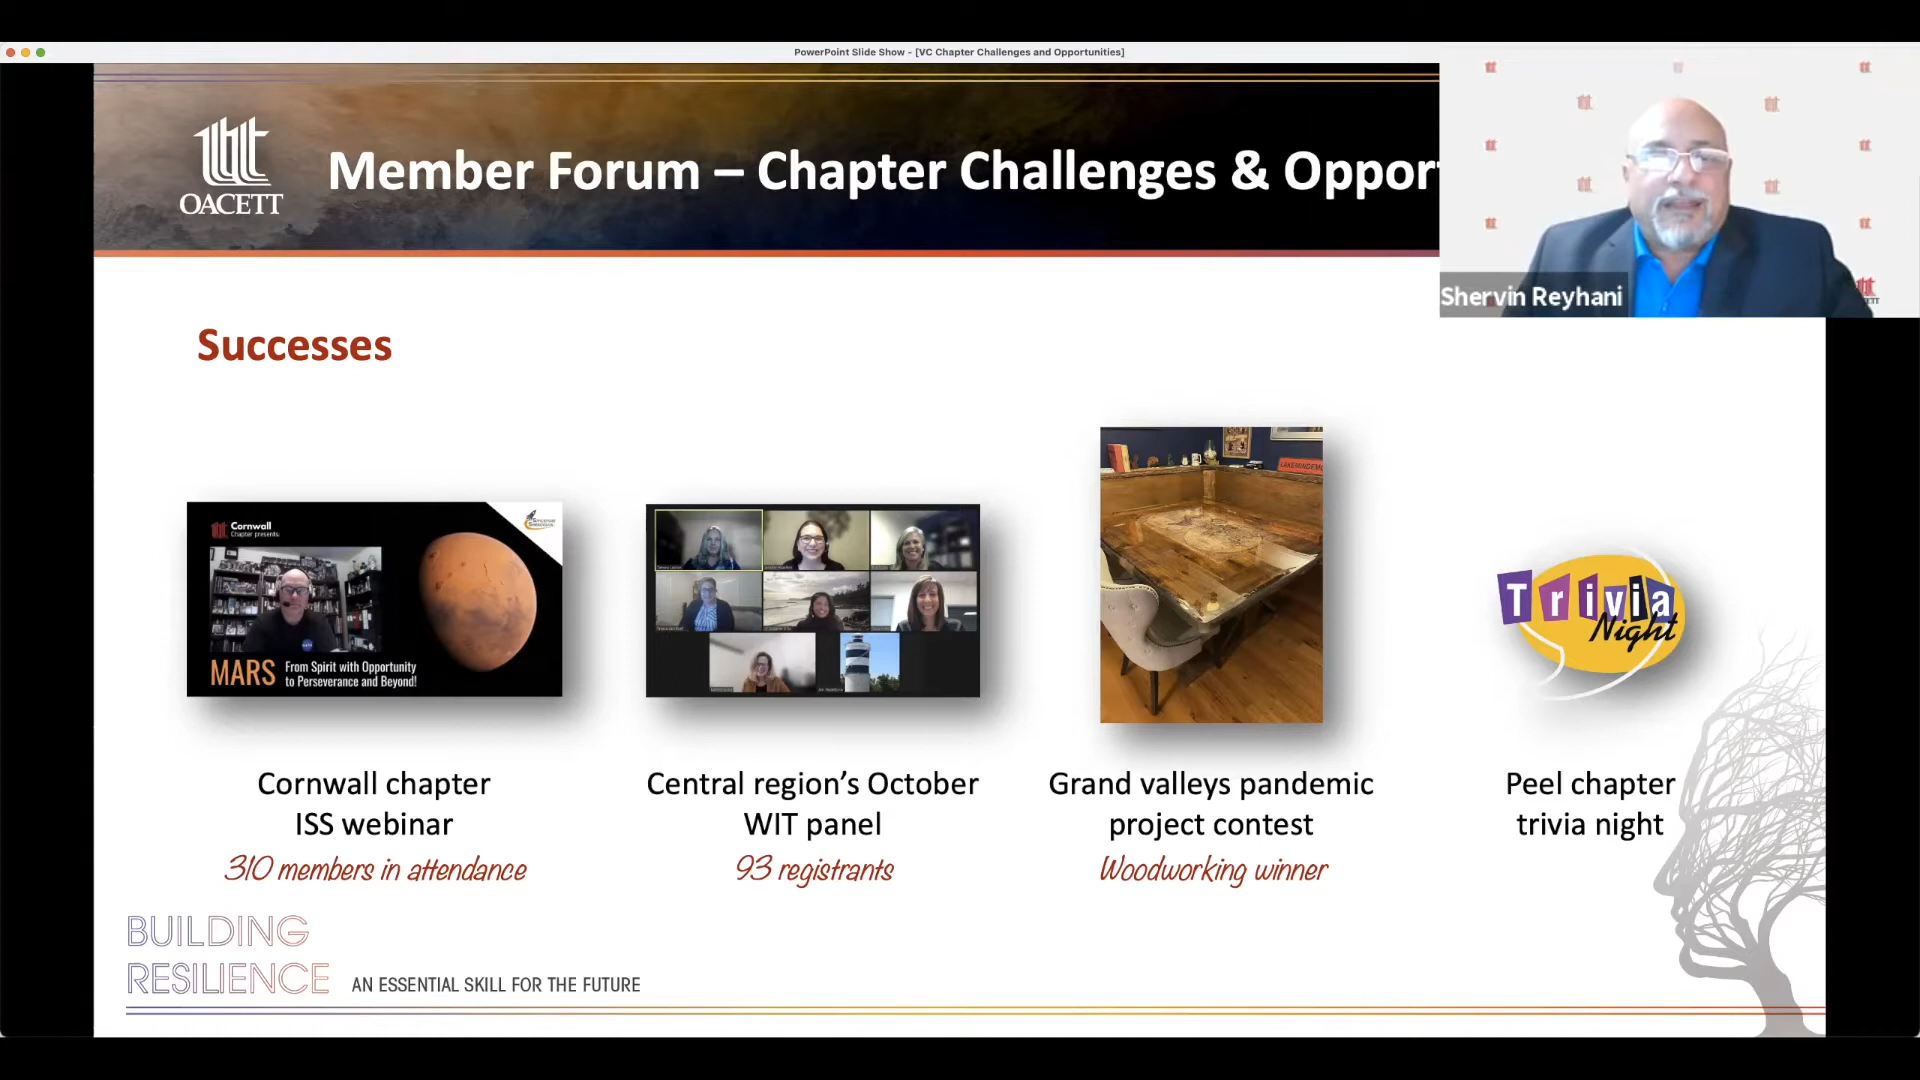 PowerPoint Slide Show - [VC Chapter Challenges and Opportunities]
OACETT
Member Forum – Chapter Challenges & Oppor
Shervin Reyhani
Successes
Cornwall
Chapter presents:
MARS From Spirit with Opportunity
to Perseverance and Beyond!
Trivia
Night
Cornwall chapter
ISS webinar
310 members in attendance
Central region's October
WIT panel
93 registrants
Grand valleys pandemic
project contest
Woodworking winner
Peel chapter
trivia night
BUILDING
RESILIENCE AN ESSENTIAL SKILL FOR THE FUTURE